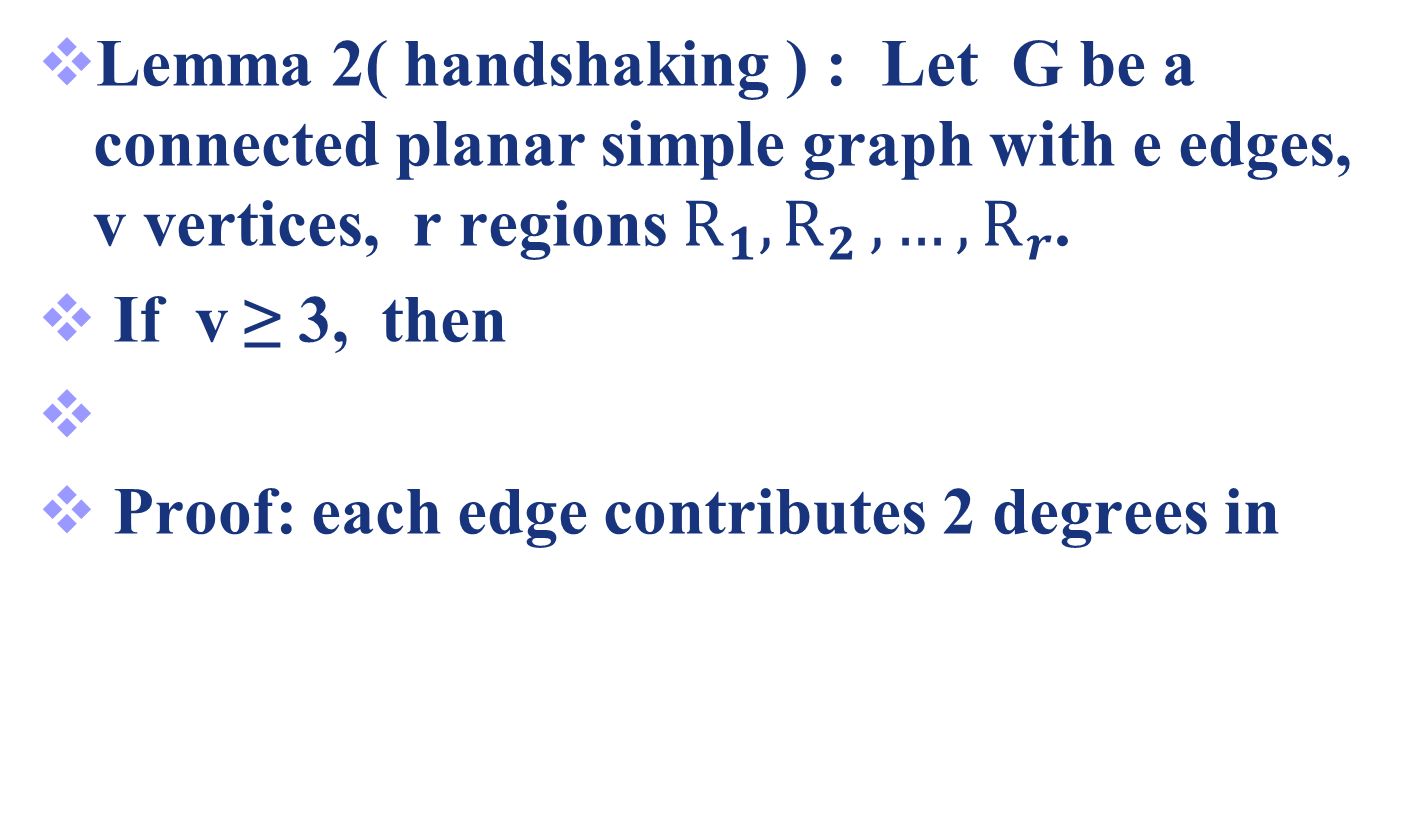 ❖Lemma 2( handshaking ) : Let G be a
connected planar simple graph with e edges,
v vertices, r regions R₁, R₂ , … , Rᵣ.
❖ If v ≥ 3, then
❖
❖ Proof: each edge contributes 2 degrees in